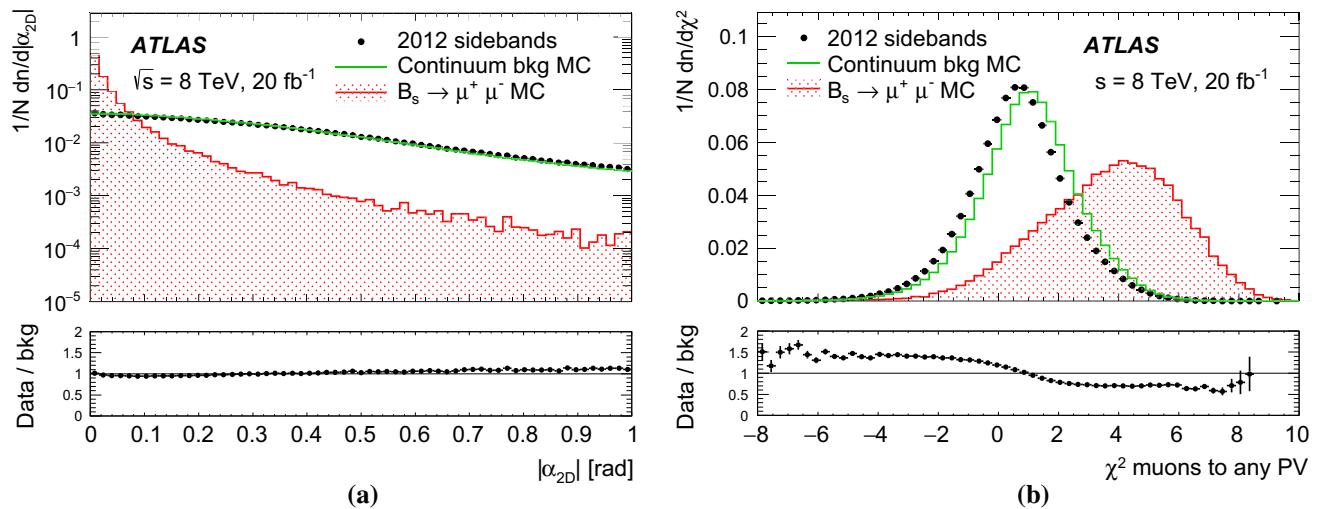 1/N dn/d|α2D|
1
10⁻¹
10⁻²
10⁻³
10⁻⁴
10⁻⁵
ATLAS
√s = 8 TeV, 20 fb⁻¹
2012 sidebands
Continuum bkg MC
Bs → μ⁺ μ⁻ MC
Data / bkg
2
1.5
1
0.5
0
0 0.1 0.2 0.3 0.4 0.5 0.6 0.7 0.8 0.9 1
|α2D| [rad]
(a)
1/N dn/dχ²
0.1
0.08
0.06
0.04
0.02
0
2012 sidebands
Continuum bkg MC
Bs → μ⁺ μ⁻ MC
ATLAS
s = 8 TeV, 20 fb⁻¹
Data / bkg
2
1.5
1
0.5
0
−8 −6 −4 −2 0 2 4 6 8 10
χ² muons to any PV
(b)